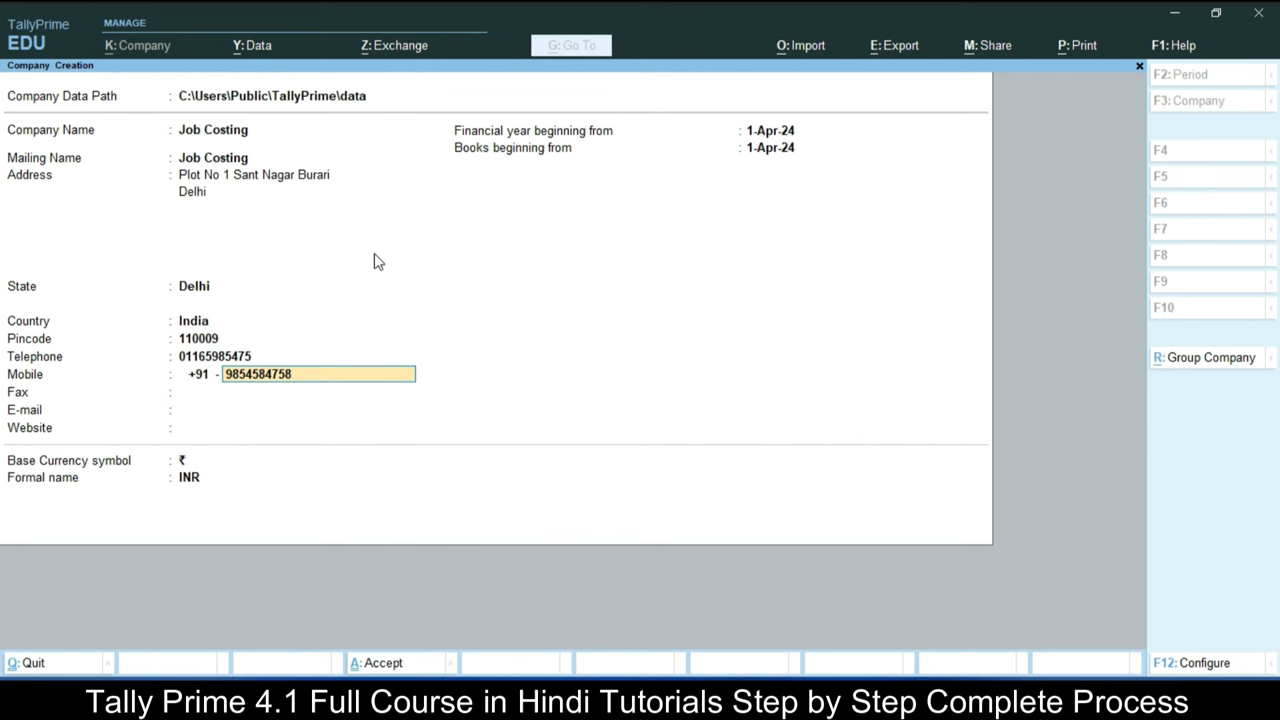 TallyPrime
EDU
MANAGE
K: Company
Y: Data
Z: Exchange
G: Go To
O: Import
E: Export
M: Share
P: Print
F1: Help
Company Creation
Company Data Path : C:\Users\Public\TallyPrime\data
Company Name : Job Costing
Financial year beginning from : 1-Apr-24
Books beginning from : 1-Apr-24
Mailing Name : Job Costing
Address : Plot No 1 Sant Nagar Burari
Delhi
State : Delhi
Country : India
Pincode : 110009
Telephone : 01165985475
Mobile : +91 - 9854584758
Fax :
E-mail :
Website :
Base Currency symbol : ₹
Formal name : INR
F2: Period
F3: Company
F4
F5
F6
F7
F8
F9
F10
R: Group Company
Q: Quit
A: Accept
F12: Configure
Tally Prime 4.1 Full Course in Hindi Tutorials Step by Step Complete Process